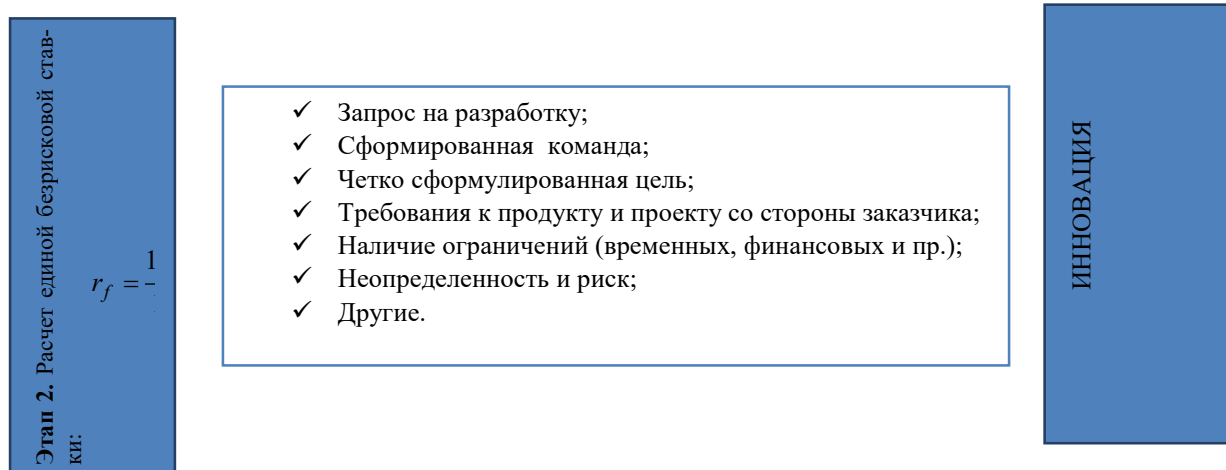 Этап 2. Расчет единой безрисковой став-
ки:
r_f = 1
Запрос на разработку;
Сформированная команда;
Четко сформулированная цель;
Требования к продукту и проекту со стороны заказчика;
Наличие ограничений (временных, финансовых и пр.);
Неопределенность и риск;
Другие.
ИННОВАЦИЯ